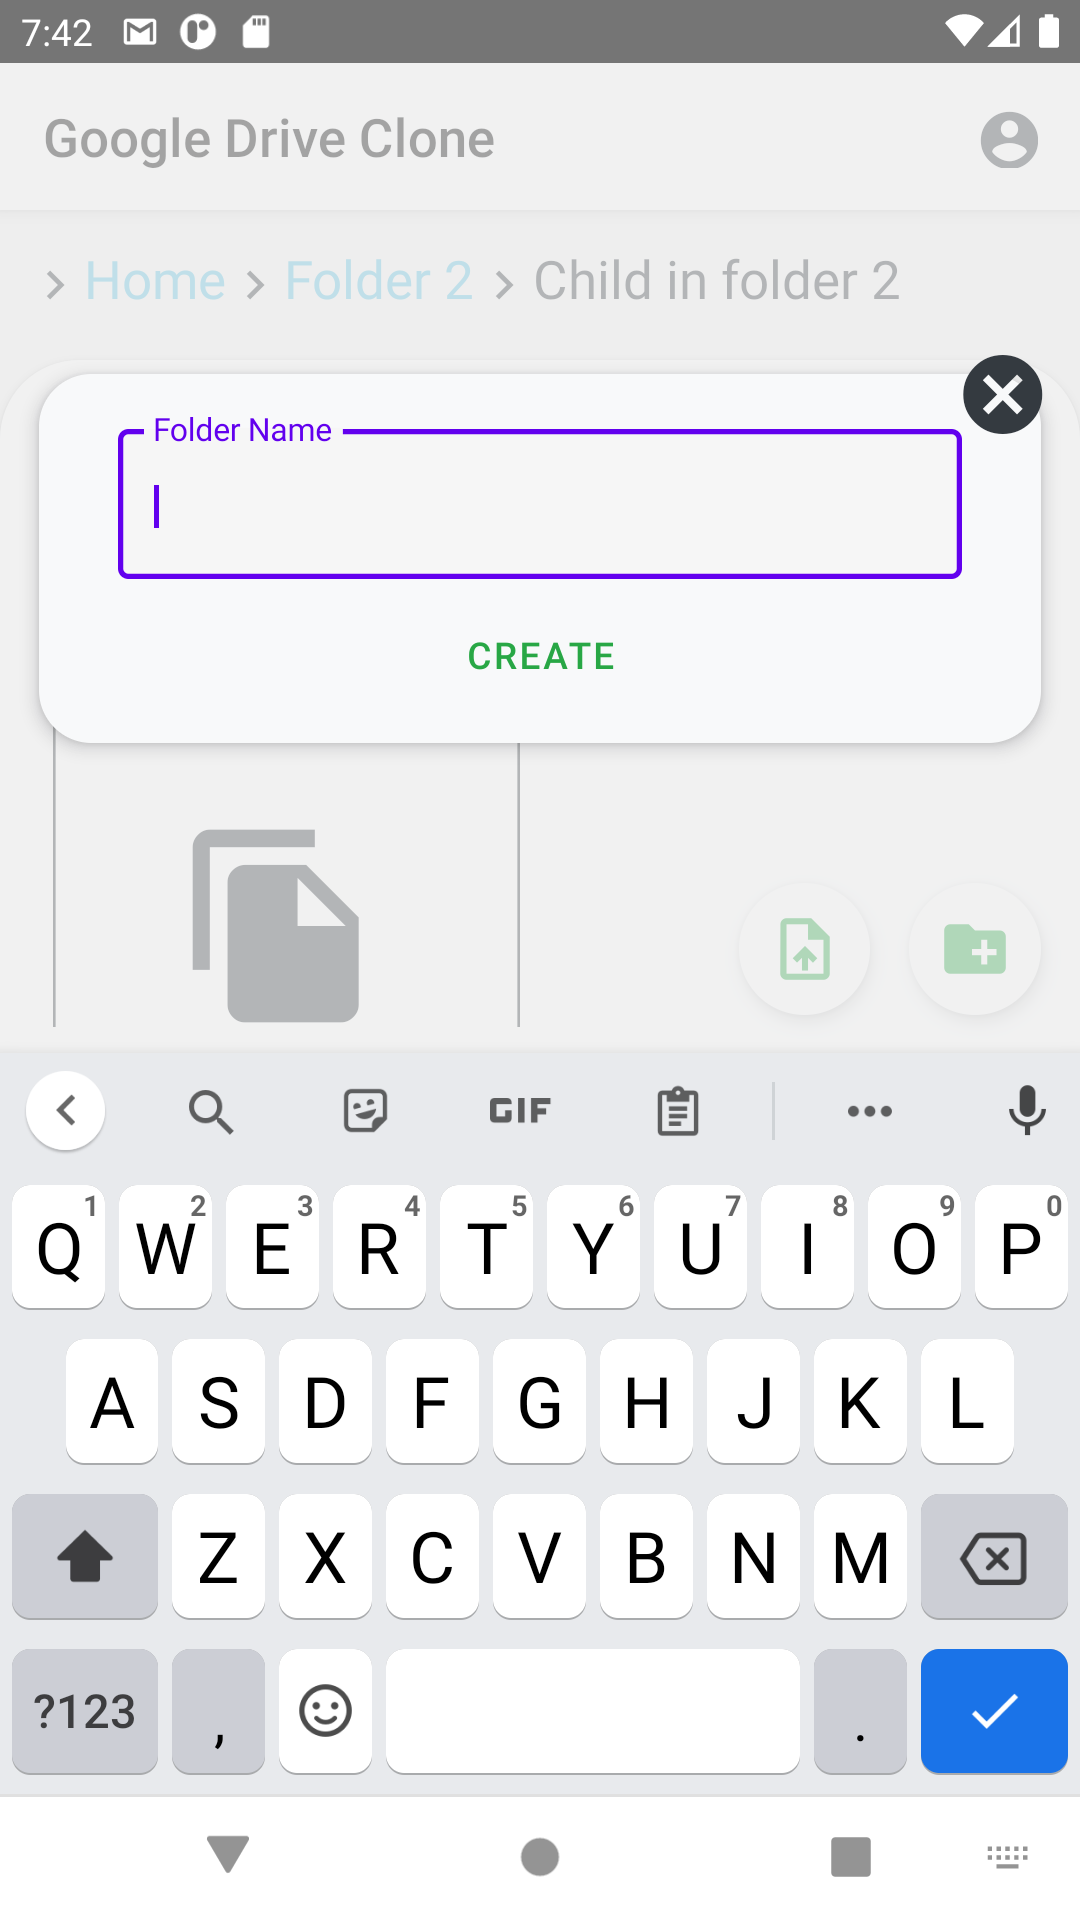 7:42
Google Drive Clone
Home Folder 2 Child in folder 2
Folder Name
CREATE
GIF
1 2 3 4 5 6 7 8 9 0
Q W E R T Y U I O P
A S D F G H J K L
Z X C V B N M
?123 , .